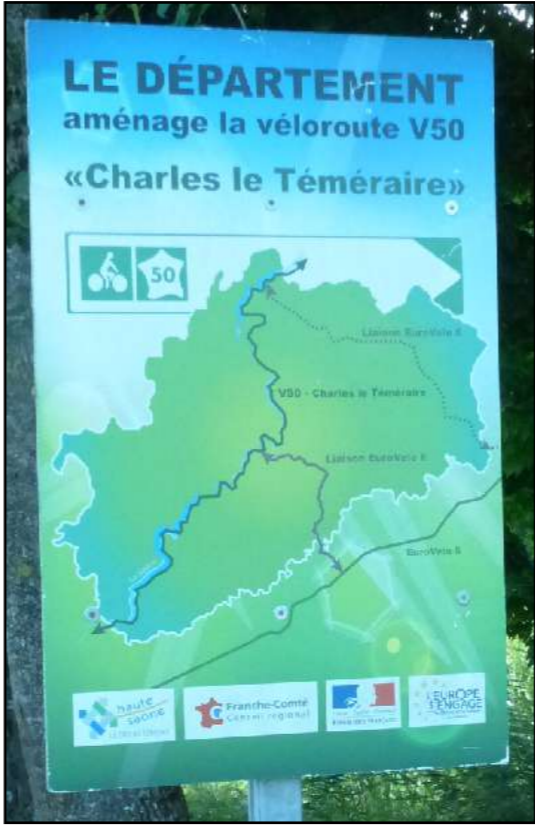 LE DÉPARTEMENT
aménage la véloroute V50
«Charles le Téméraire»
50
Liaison EuroVelo 6
V50 - Charles le Téméraire
Liaison EuroVelo 6
EuroVelo 6
haute
saône
Franche-Comté
Conseil régional
L'EUROPE
S'ENGAGE